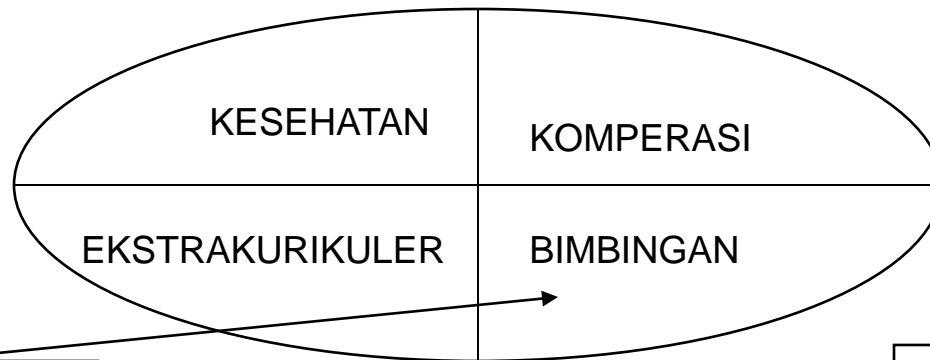 KESEHATAN
KOMPERASI
EKSTRAKURIKULER
BIMBINGAN